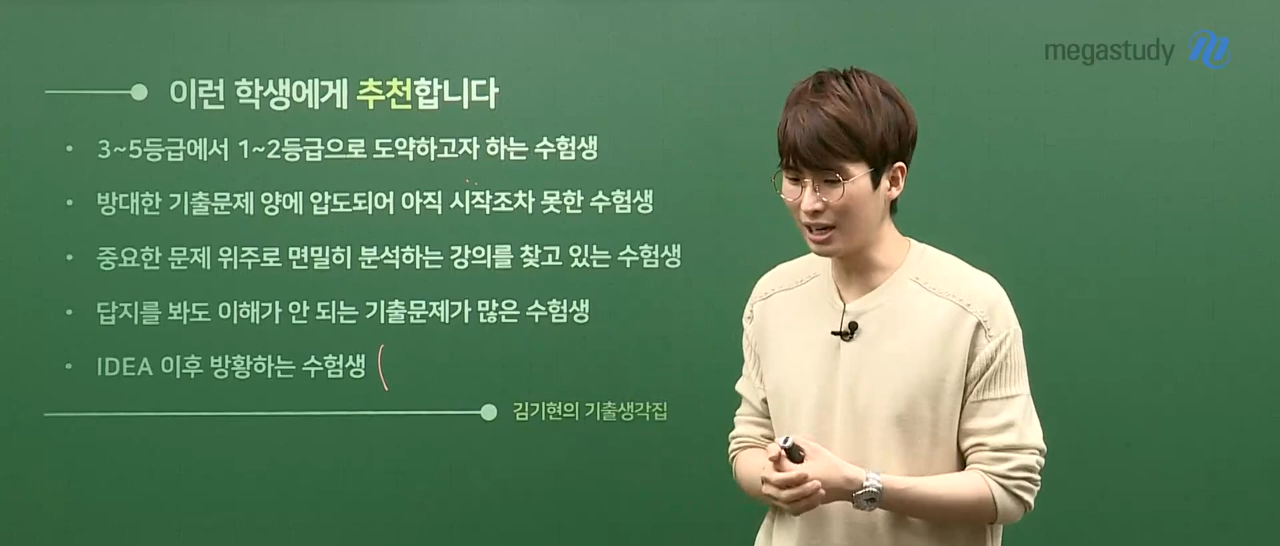 megastudy
이런 학생에게 추천합니다
• 3~5등급에서 1~2등급으로 도약하고자 하는 수험생
• 방대한 기출문제 양에 압도되어 아직 시작조차 못한 수험생
• 중요한 문제 위주로 면밀히 분석하는 강의를 찾고 있는 수험생
• 답지를 봐도 이해가 안 되는 기출문제가 많은 수험생
• IDEA 이후 방황하는 수험생
김기현의 기출생각집